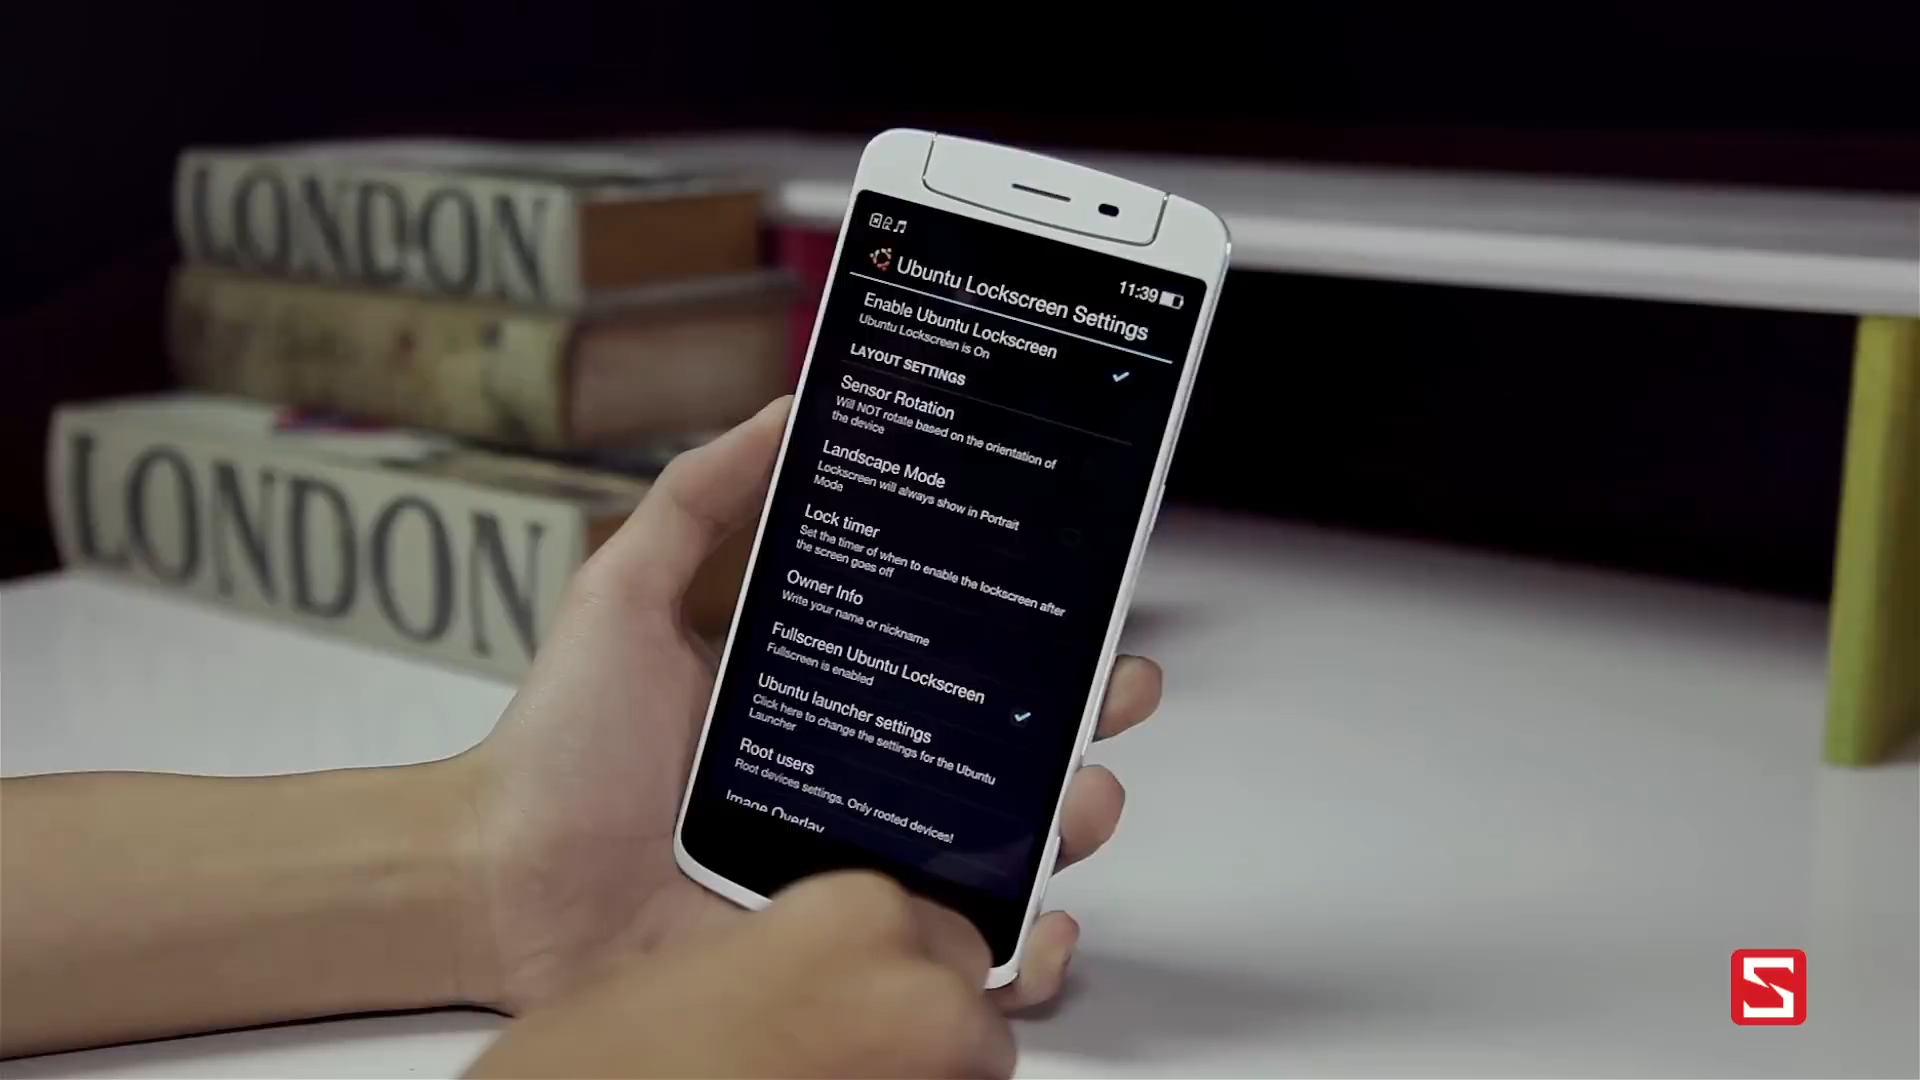 LONDON
LONDON
11:39
Ubuntu Lockscreen Settings
Enable Ubuntu Lockscreen
Ubuntu Lockscreen is On
LAYOUT SETTINGS
Sensor Rotation
Will NOT rotate based on the orientation of
the device
Landscape Mode
Lockscreen will always show in Portrait
Mode
Lock timer
Set the timer of when to enable the lockscreen after
the screen goes off
Owner Info
Write your name or nickname
Fullscreen Ubuntu Lockscreen
Fullscreen is enabled
Ubuntu launcher settings
Click here to change the settings for the Ubuntu
Launcher
Root users
Root devices settings. Only rooted devices!
Image Overlay
S